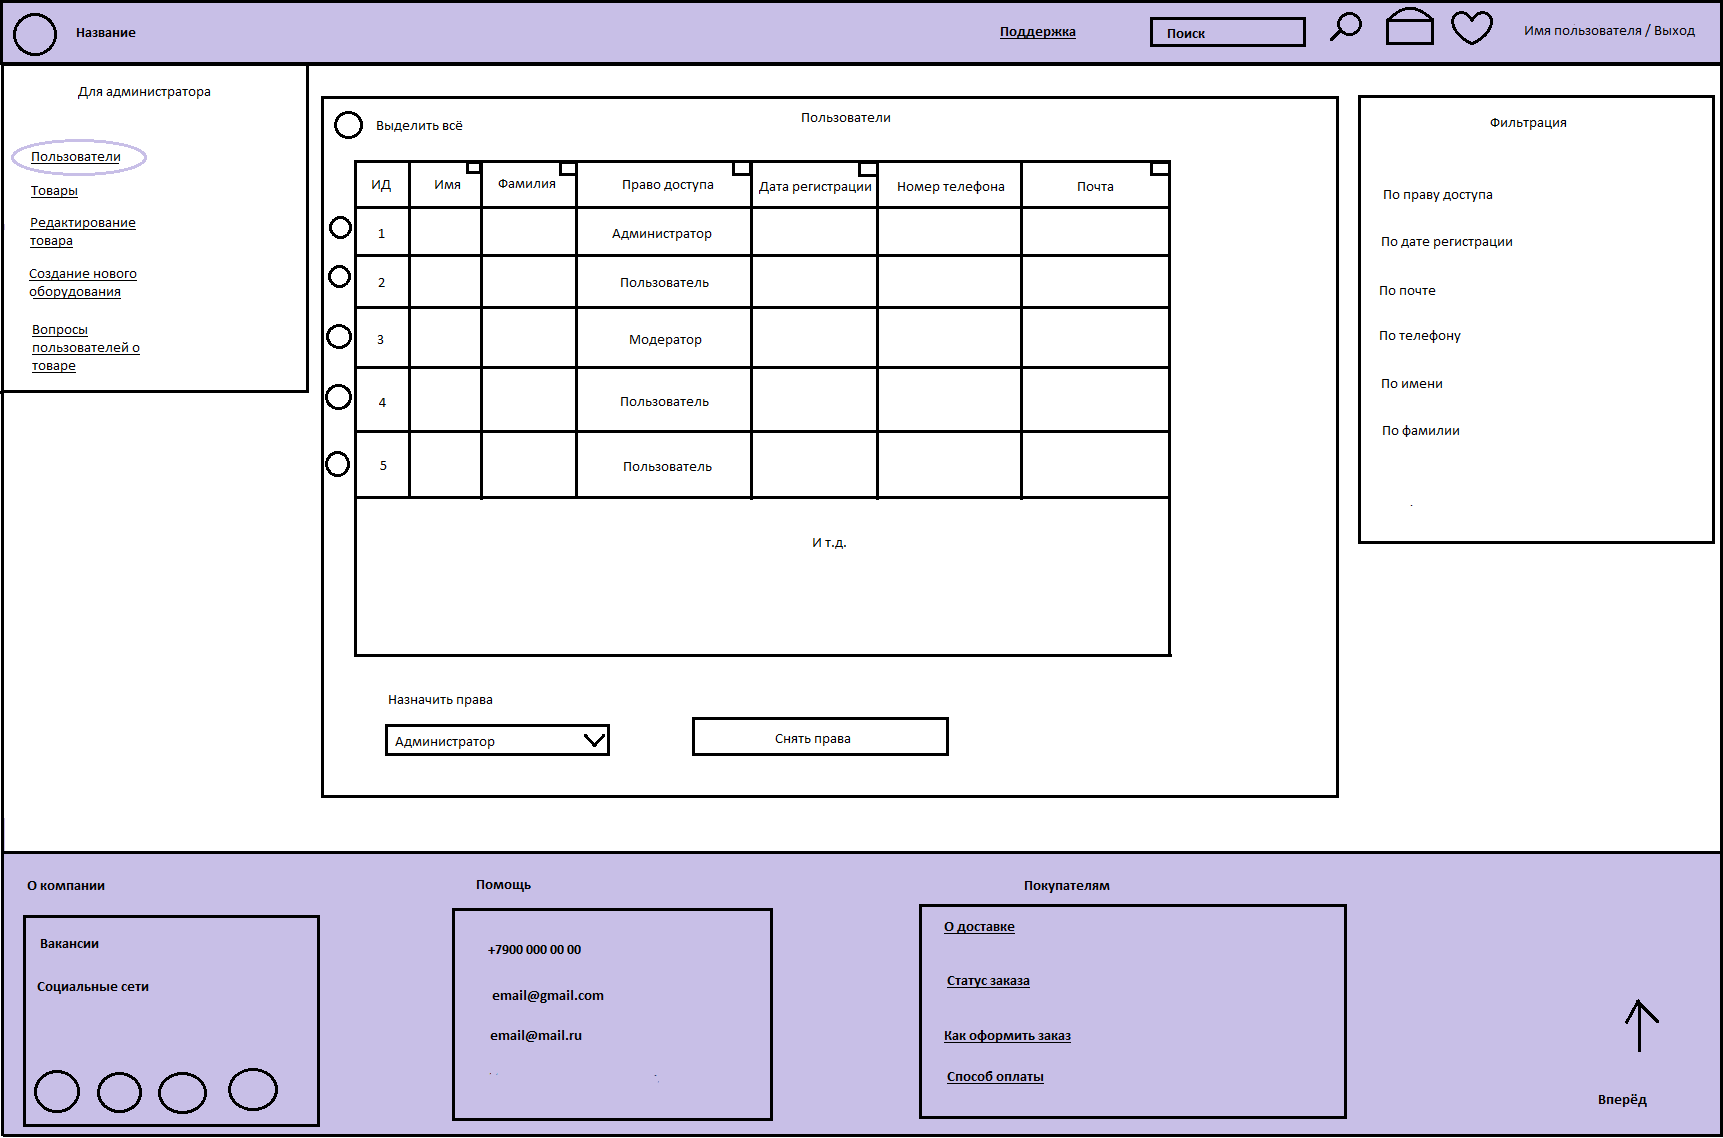 Название
Поддержка
Поиск
Имя пользователя / Выход
Для администратора
Пользователи
Товары
Редактирование
товара
Создание нового
оборудования
Вопросы
пользователей о
товаре
Выделить всё
Пользователи
ИД
Имя
Фамилия
Право доступа
Дата регистрации
Номер телефона
Почта
1
Администратор
2
Пользователь
3
Модератор
4
Пользователь
5
Пользователь
И т.д.
Назначить права
Администратор
Снять права
Фильтрация
По праву доступа
По дате регистрации
По почте
По телефону
По имени
По фамилии
О компании
Вакансии
Социальные сети
Помощь
+7900 000 00 00
email@gmail.com
email@mail.ru
Покупателям
О доставке
Статус заказа
Как оформить заказ
Способ оплаты
Вперёд